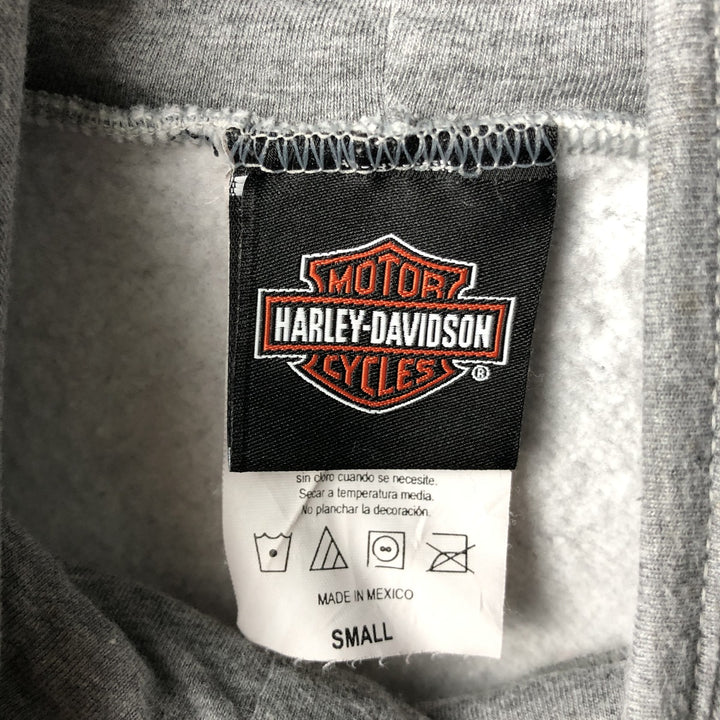 MOTOR
HARLEY-DAVIDSON
CYCLES
®
sin cloro cuando se necesite.
Secar a temperatura media.
No planchar la decoración.
MADE IN MEXICO
SMALL